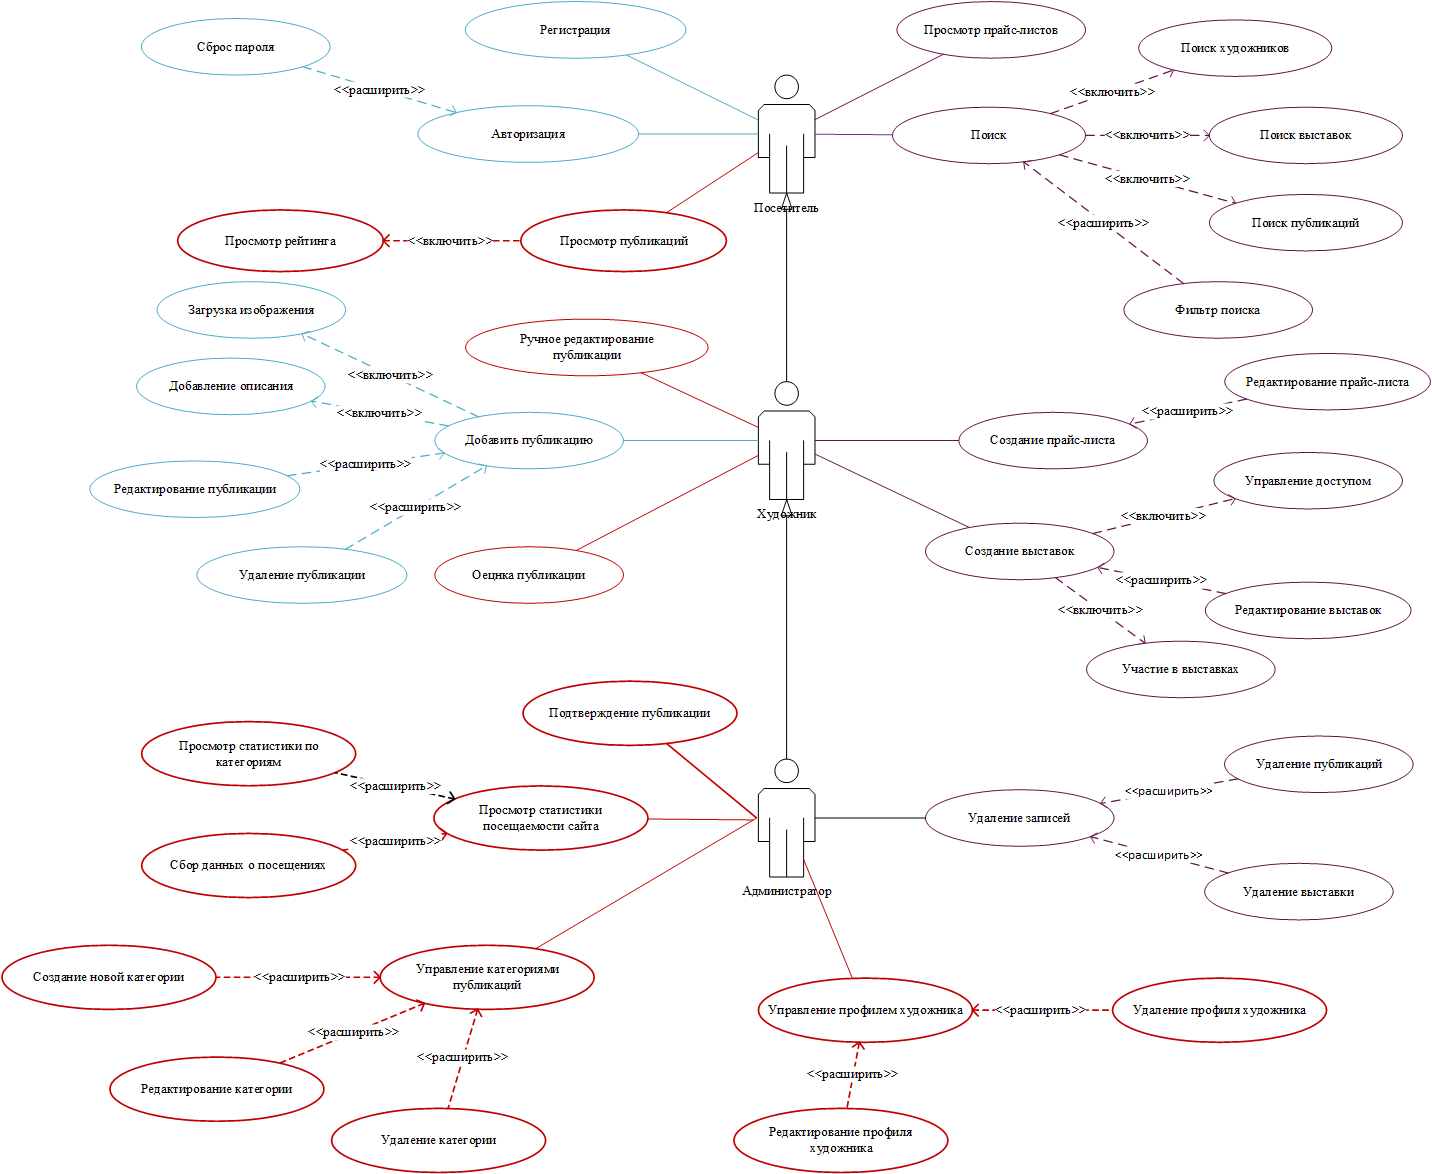 Сброс пароля
Регистрация
Просмотр прайс-листов
Поиск художников
<<расширить>>
<<включить>>
Авторизация
Поиск
<<включить>>
Поиск выставок
<<включить>>
Посетитель
Просмотр рейтинга
<<включить>>
Просмотр публикаций
<<расширить>>
Поиск публикаций
Загрузка изображения
Фильтр поиска
Ручное редактирование
публикации
<<включить>>
Добавление описания
Редактирование прайс-листа
<<включить>>
<<расширить>>
Добавить публикацию
Создание прайс-листа
<<расширить>>
Редактирование публикации
Управление доступом
<<расширить>>
Художник
<<включить>>
Создание выставок
Удаление публикации
Оецнка публикации
<<расширить>>
<<включить>>
Редактирование выставок
Участие в выставках
Подтверждение публикации
Просмотр статистики по
категориям
<<расширить>>
Удаление публикаций
<<расширить>>
Просмотр статистики
посещаемости сайта
Удаление записей
<<расширить>>
Сбор данных о посещениях
<<расширить>>
Администратор
Удаление выставки
Создание новой категории
<<расширить>>
Управление категориями
публикаций
Управление профилем художника
<<расширить>>
Удаление профиля художника
<<расширить>>
<<расширить>>
<<расширить>>
Редактирование категории
Удаление категории
Редактирование профиля
художника